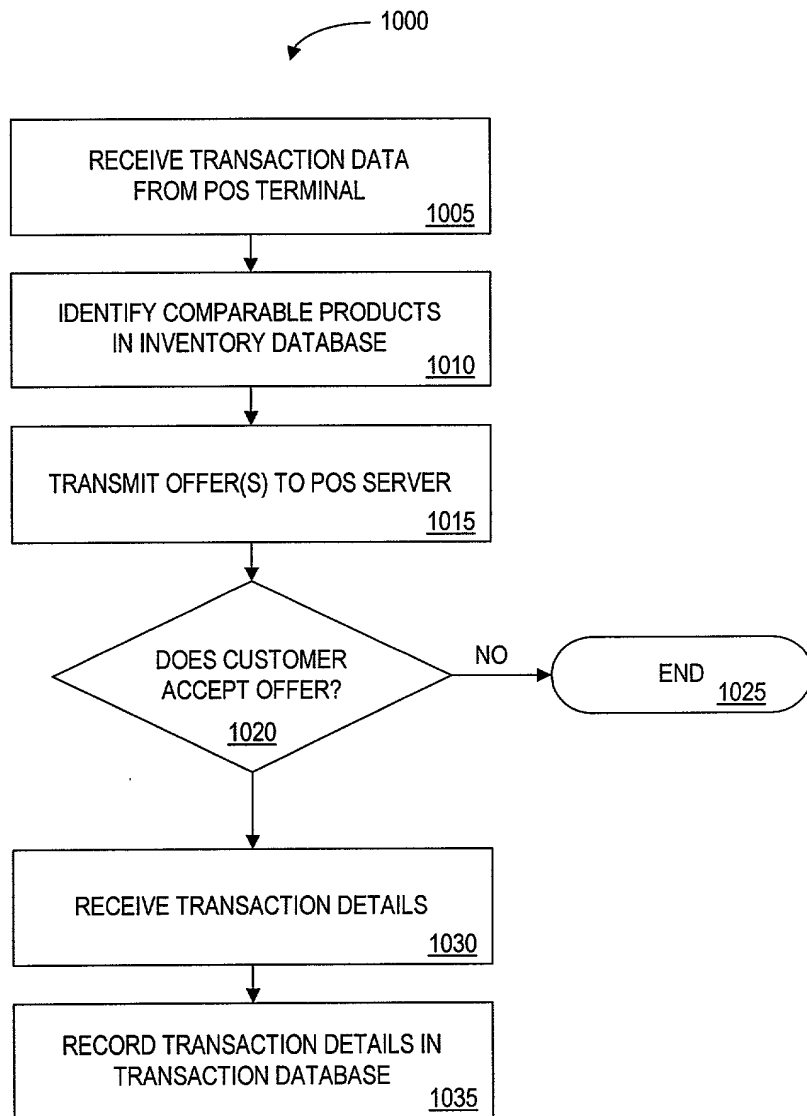 1000
RECEIVE TRANSACTION DATA
FROM POS TERMINAL
1005
IDENTIFY COMPARABLE PRODUCTS
IN INVENTORY DATABASE
1010
TRANSMIT OFFER(S) TO POS SERVER
1015
DOES CUSTOMER
ACCEPT OFFER?
1020
NO
END
1025
RECEIVE TRANSACTION DETAILS
1030
RECORD TRANSACTION DETAILS IN
TRANSACTION DATABASE
1035